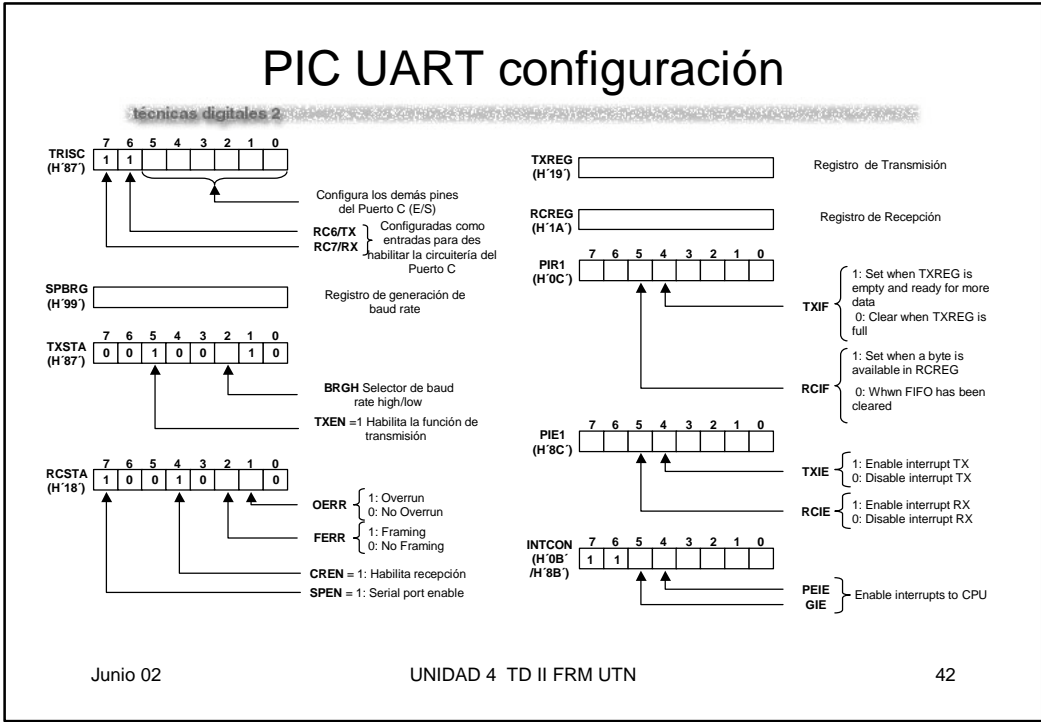 PIC UART configuración
técnicas digitales 2
7 6 5 4 3 2 1 0
TRISC
(H´87´)
1 1
Configura los demás pines
del Puerto C (E/S)
RC6/TX
RC7/RX
Configuradas como
entradas para des
habilitar la circuitería del
Puerto C
SPBRG
(H´99´)
Registro de generación de
baud rate
7 6 5 4 3 2 1 0
TXSTA
(H´87´)
0 0 1 0 0 1 0
BRGH Selector de baud
rate high/low
TXEN =1 Habilita la función de
transmisión
7 6 5 4 3 2 1 0
RCSTA
(H´18´)
1 0 0 1 0 0
OERR
1: Overrun
0: No Overrun
FERR
1: Framing
0: No Framing
CREN = 1: Habilita recepción
SPEN = 1: Serial port enable
TXREG
(H´19´)
Registro de Transmisión
RCREG
(H´1A´)
Registro de Recepción
7 6 5 4 3 2 1 0
PIR1
(H´0C´)
TXIF
1: Set when TXREG is
empty and ready for more
data
0: Clear when TXREG is
full
RCIF
1: Set when a byte is
available in RCREG
0: Whwn FIFO has been
cleared
7 6 5 4 3 2 1 0
PIE1
(H´8C´)
TXIE
1: Enable interrupt TX
0: Disable interrupt TX
RCIE
1: Enable interrupt RX
0: Disable interrupt RX
7 6 5 4 3 2 1 0
INTCON
(H´0B´
/H´8B´)
1 1
PEIE
GIE
Enable interrupts to CPU
Junio 02
UNIDAD 4 TD II FRM UTN
42